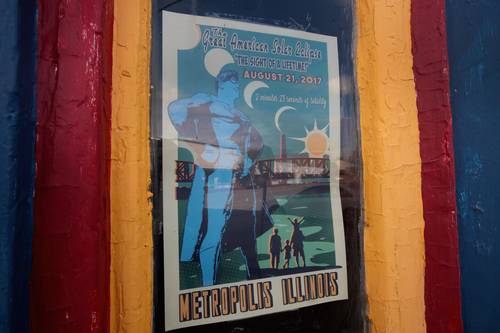 The
Great American Solar Eclipse
"THE SIGHT OF A LIFETIME!"
AUGUST 21, 2017
2 minutes 23 seconds of totality
METROPOLIS ILLINOIS